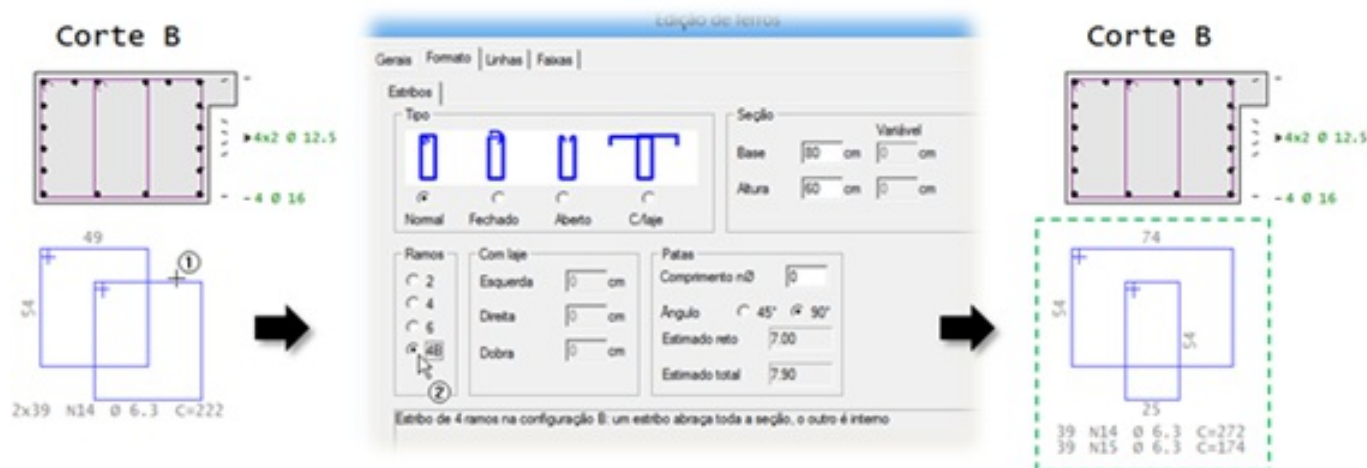 Corte B
4x2 Ø 12.5
-4 Ø 16
49
54
①
2x39 N14 Ø 6.3 C=222
Edição de ferros
Gerais Formato Linhas Faixas
Estribos
Tipo
Normal Fechado Aberto C/laje
Seção
Variável
Base 80 cm 0 cm
Altura 60 cm 0 cm
Ramos
2
4
6
4B
②
Com laje
Esquerda 0 cm
Direita 0 cm
Dobra 0 cm
Patas
Comprimento nØ 0
Ângulo 45° 90°
Estimado reto 7.00
Estimado total 7.90
Estribo de 4 ramos na configuração B: um estribo abraça toda a seção, o outro é interno
Corte B
4x2 Ø 12.5
-4 Ø 16
74
54
54
25
39 N14 Ø 6.3 C=272
39 N15 Ø 6.3 C=174